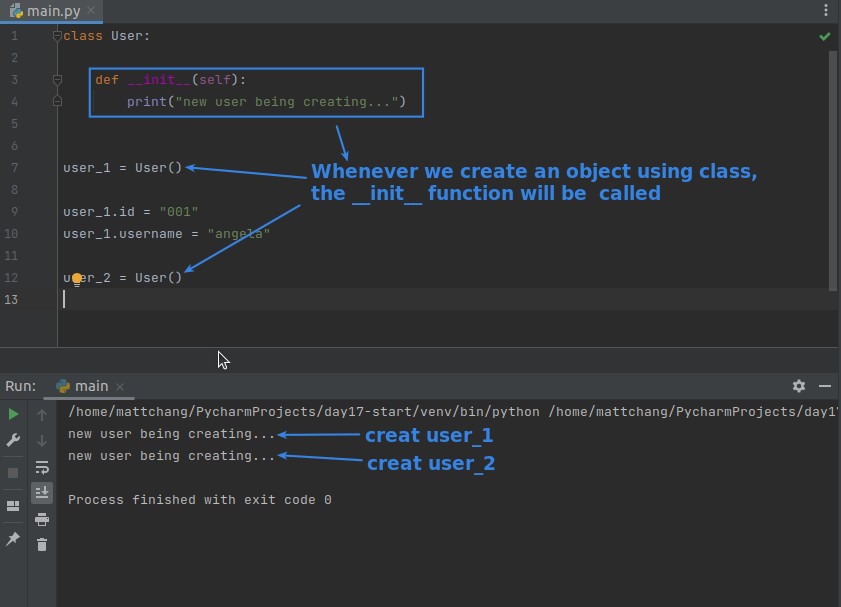 main.py
1 class User:
2
3 def __init__(self):
4 print("new user being creating...")
5
6
7 user_1 = User()
Whenever we create an object using class,
8
the __init__ function will be called
9 user_1.id = "001"
10 user_1.username = "angela"
11
12 user_2 = User()
13
Run: main
/home/mattchang/PycharmProjects/day17-start/venv/bin/python /home/mattchang/PycharmProjects/day1
new user being creating... creat user_1
new user being creating... creat user_2
Process finished with exit code 0